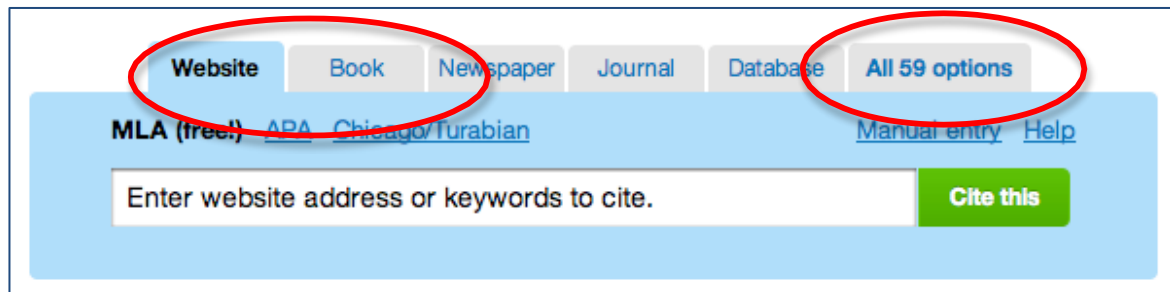 Website Book Newspaper Journal Database All 59 options
MLA (free!) APA Chicago/Turabian Manual entry Help
Enter website address or keywords to cite. Cite this